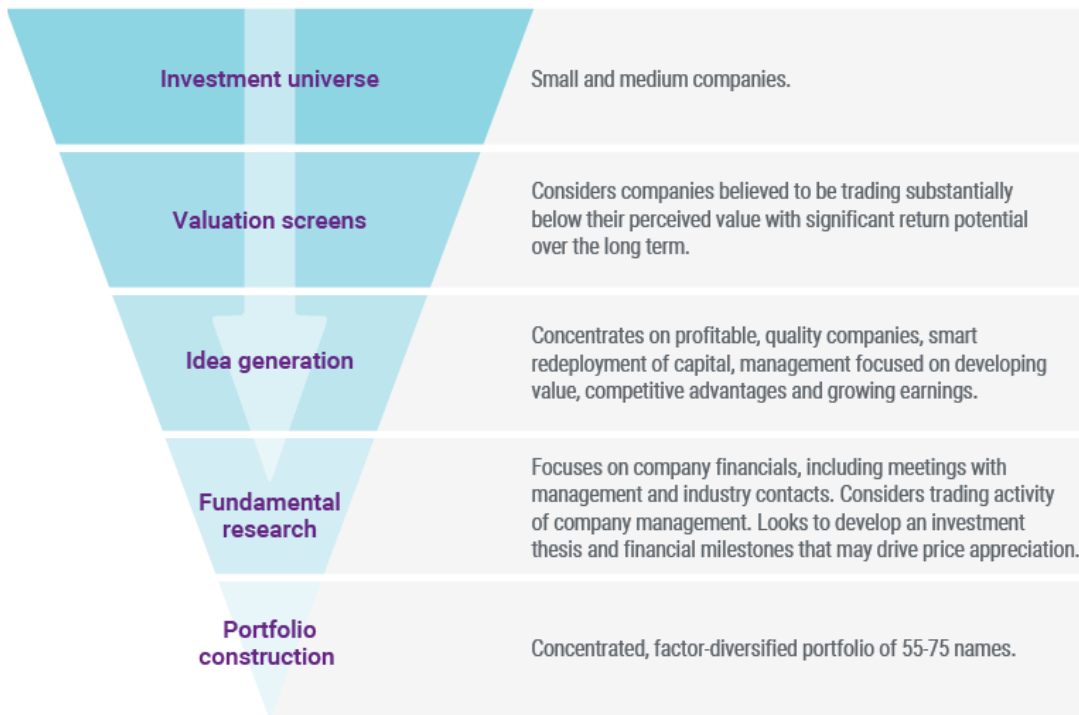 Investment universe
Small and medium companies.
Valuation screens
Considers companies believed to be trading substantially
below their perceived value with significant return potential
over the long term.
Idea generation
Concentrates on profitable, quality companies, smart
redeployment of capital, management focused on developing
value, competitive advantages and growing earnings.
Fundamental
research
Focuses on company financials, including meetings with
management and industry contacts. Considers trading activity
of company management. Looks to develop an investment
thesis and financial milestones that may drive price appreciation.
Portfolio
construction
Concentrated, factor-diversified portfolio of 55-75 names.